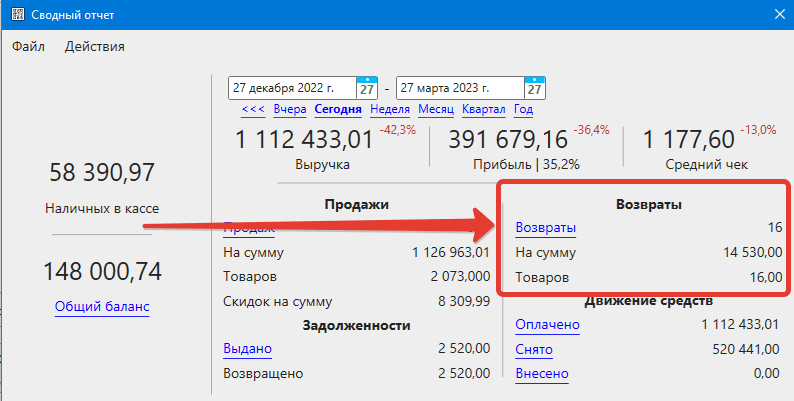 Сводный отчет
Файл Действия
27 декабря 2022 г. 27 - 27 марта 2023 г. 27
<<< Вчера Сегодня Неделя Месяц Квартал Год
1 112 433,01 -42,3% 391 679,16 -36,4% 1 177,60 -13,0%
Выручка Прибыль | 35,2% Средний чек
58 390,97
Наличных в кассе
148 000,74
Общий баланс
Продажи
Продаж
На сумму 1 126 963,01
Товаров 2 073,000
Скидок на сумму 8 309,99
Задолженности
Выдано 2 520,00
Возвращено 2 520,00
Возвраты
Возвраты 16
На сумму 14 530,00
Товаров 16,00
Движение средств
Оплачено 1 112 433,01
Снято 520 441,00
Внесено 0,00